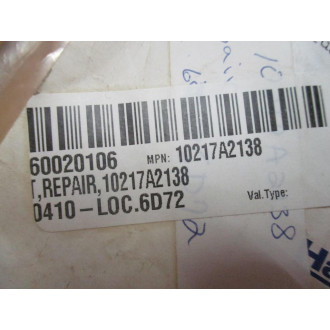 60020106 MPN: 10217A2138
T,REPAIR,10217A2138
0410-LOC.6D72 Val.Type: